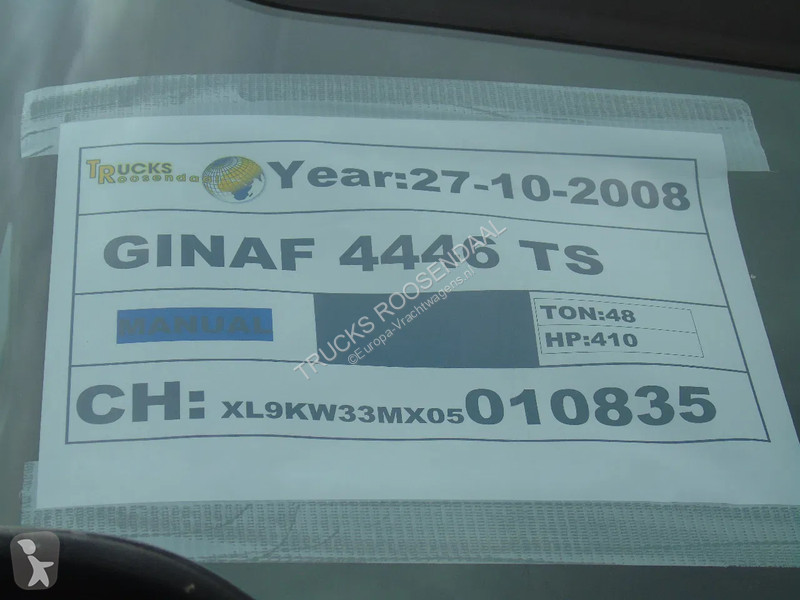 TRUCKS Roosendaal Year:27-10-2008
GINAF 4446 TS
MANUAL
TON:48
HP:410
CH: XL9KW33MX05010835
TRUCKS ROOSENDAAL
©Europa-Vrachtwagens.nl